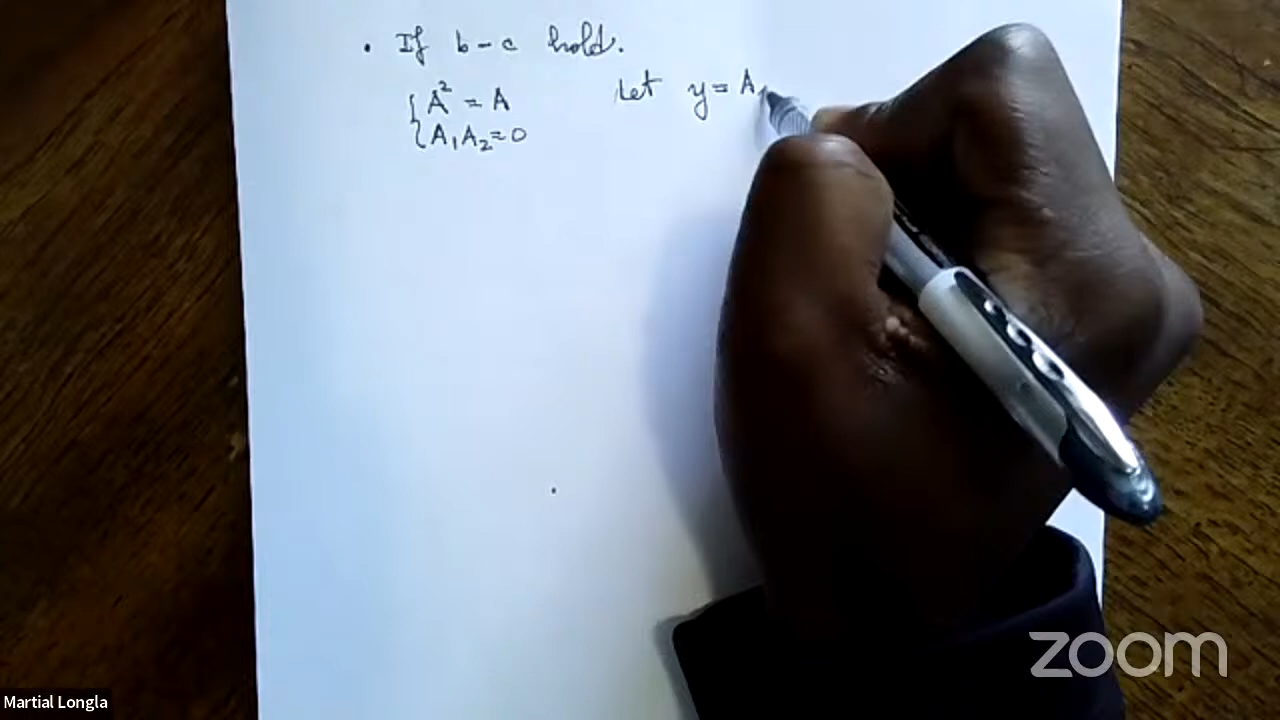 . If b-c hold.
{ A² = A Let y = A
{ A₁A₂ = 0
zoom
Martial Longla